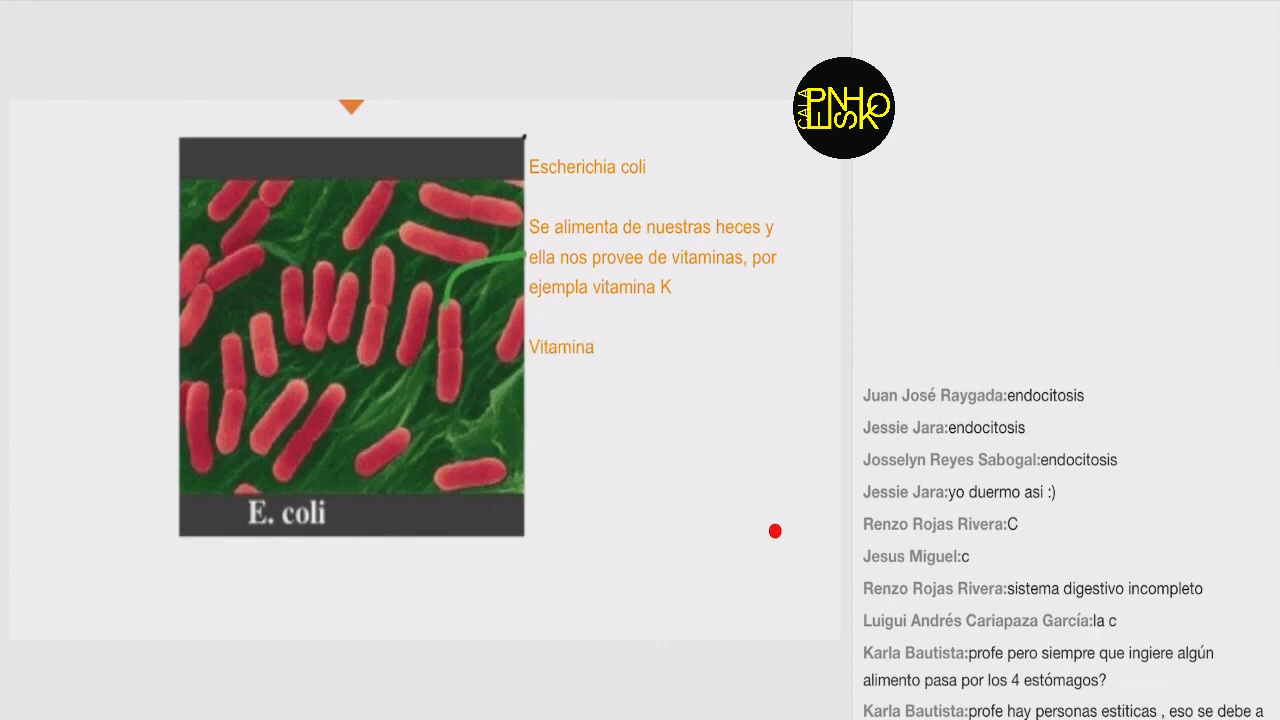 CALA
PENSHKO
Escherichia coli
Se alimenta de nuestras heces y
ella nos provee de vitaminas, por
ejempla vitamina K
Vitamina
E. coli
Juan José Raygada:endocitosis
Jessie Jara:endocitosis
Josselyn Reyes Sabogal:endocitosis
Jessie Jara:yo duermo asi :)
Renzo Rojas Rivera:C
Jesus Miguel:c
Renzo Rojas Rivera:sistema digestivo incompleto
Luigui Andrés Cariapaza García:la c
Karla Bautista:profe pero siempre que ingiere algún
alimento pasa por los 4 estómagos?
Karla Bautista:profe hay personas estiticas , eso se debe a